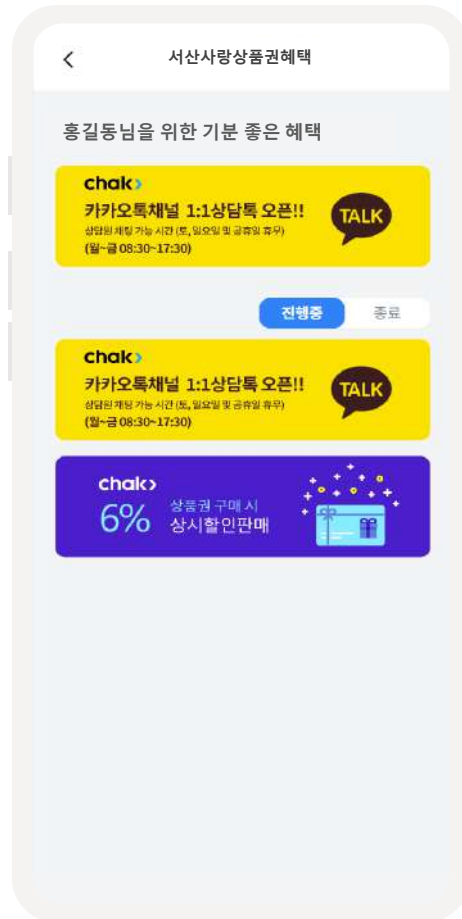 서산사랑상품권혜택
홍길동님을 위한 기분 좋은 혜택
chak
카카오톡채널 1:1상담톡 오픈!!
TALK
상담원 채팅 가능 시간 (토, 일요일 및 공휴일 휴무)
(월~금 08:30~17:30)
진행중 종료
chak
카카오톡채널 1:1상담톡 오픈!!
TALK
상담원 채팅 가능 시간 (토, 일요일 및 공휴일 휴무)
(월~금 08:30~17:30)
chak
6% 상품권 구매 시
상시할인판매